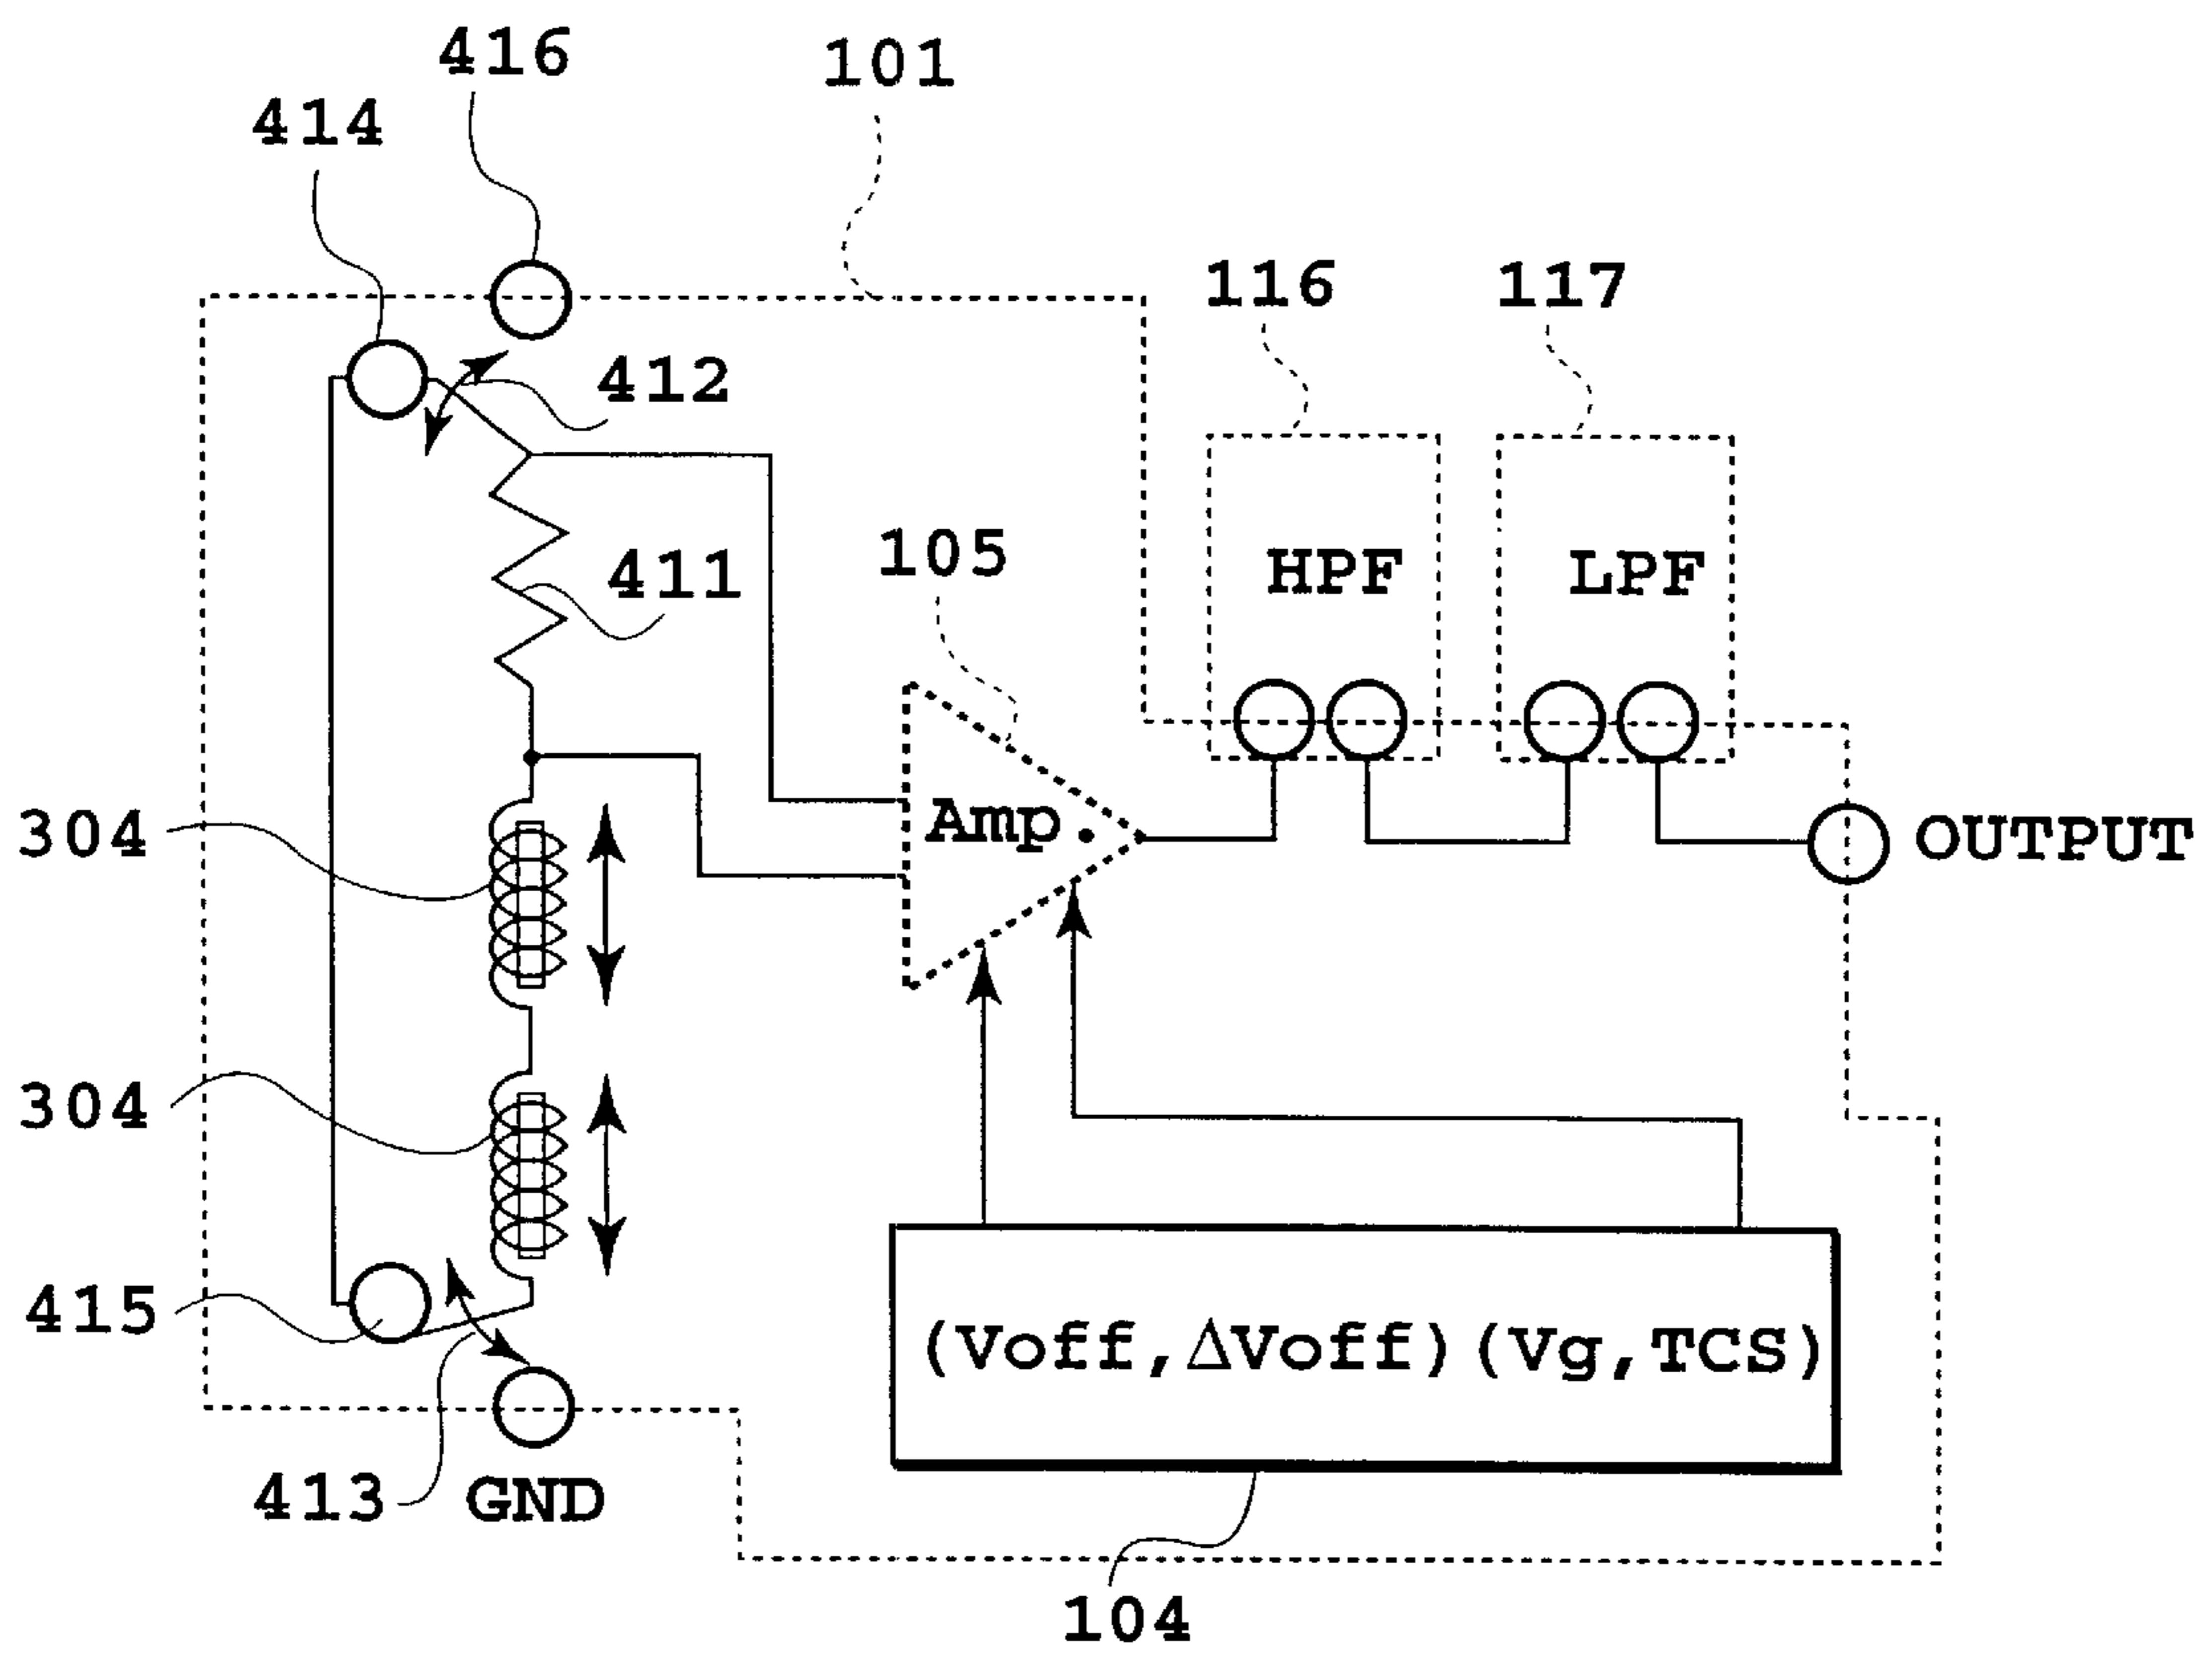 416
101
414
116
117
412
105
HPF
LPF
411
304
Amp.
OUTPUT
304
415
(Voff,ΔVoff)(Vg,TCS)
413
GND
104